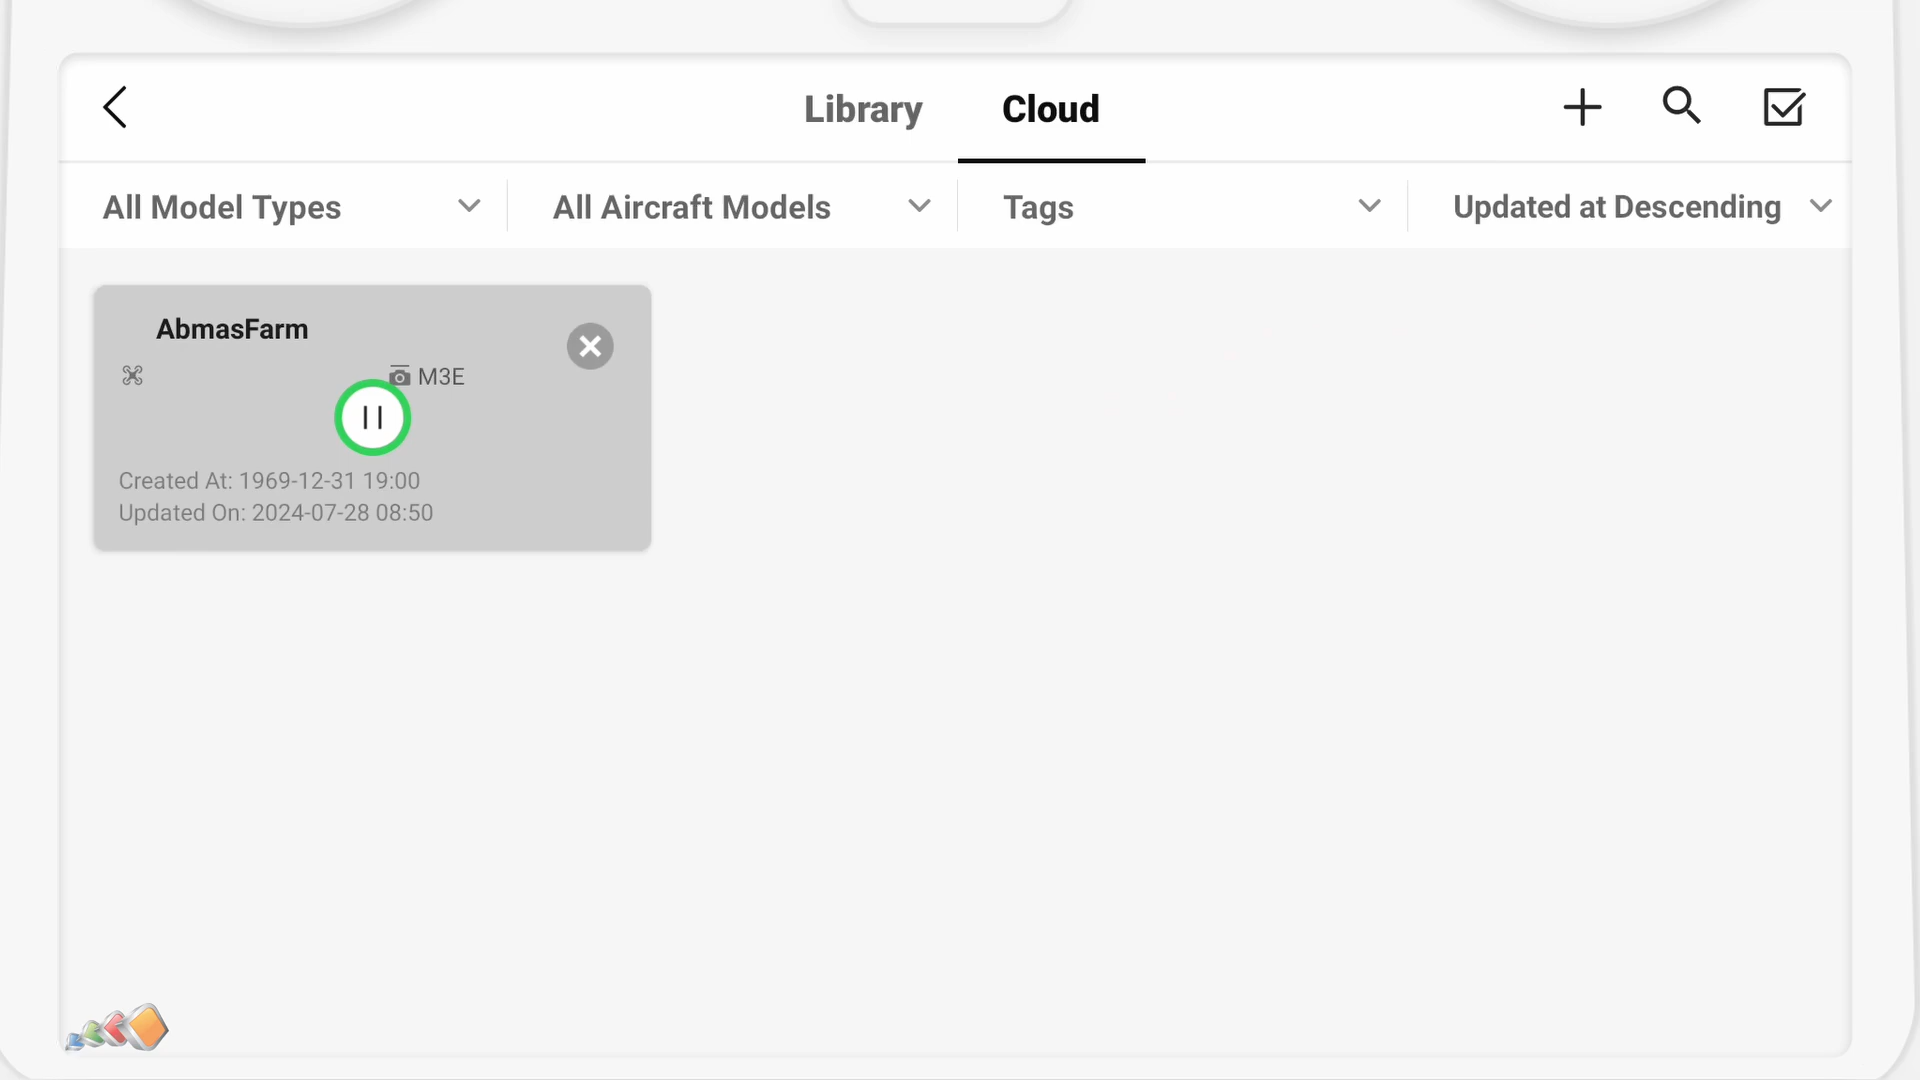 Library Cloud
All Model Types All Aircraft Models Tags Updated at Descending
AbmasFarm
M3E
Created At: 1969-12-31 19:00
Updated On: 2024-07-28 08:50